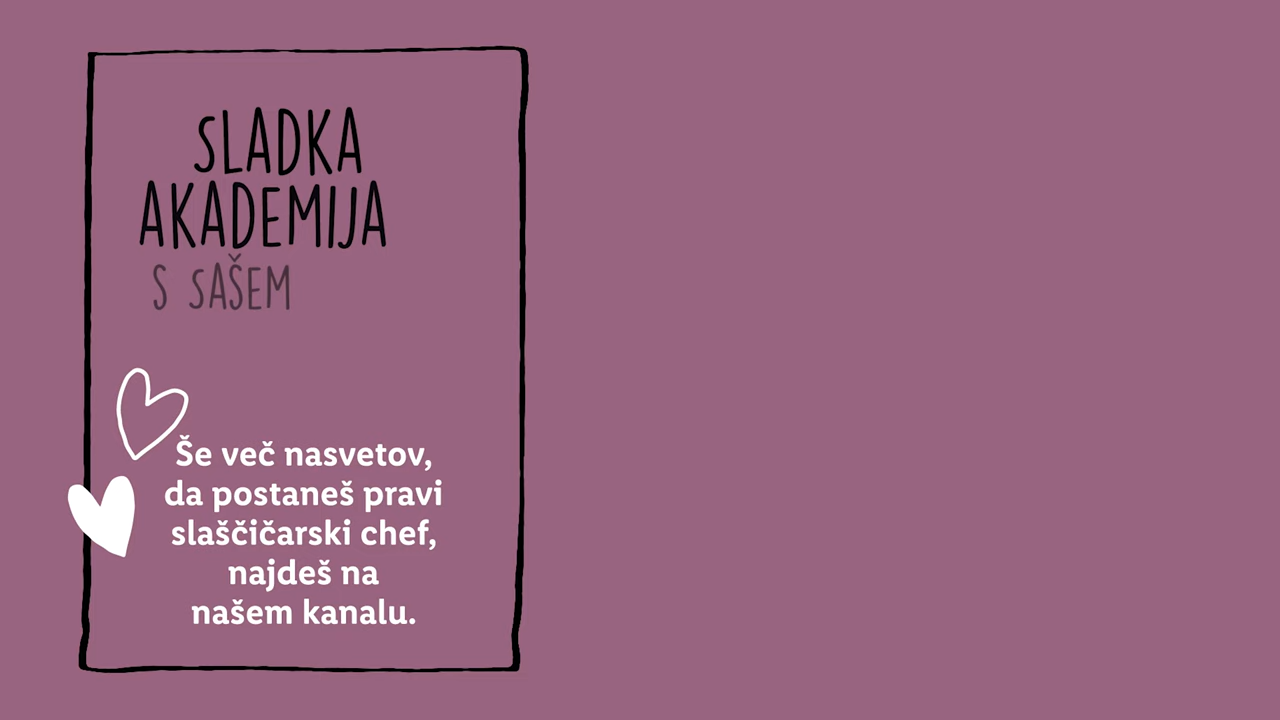 SLADKA
AKADEMIJA
S SAŠEM
Še več nasvetov,
da postaneš pravi
slaščičarski chef,
najdeš na
našem kanalu.